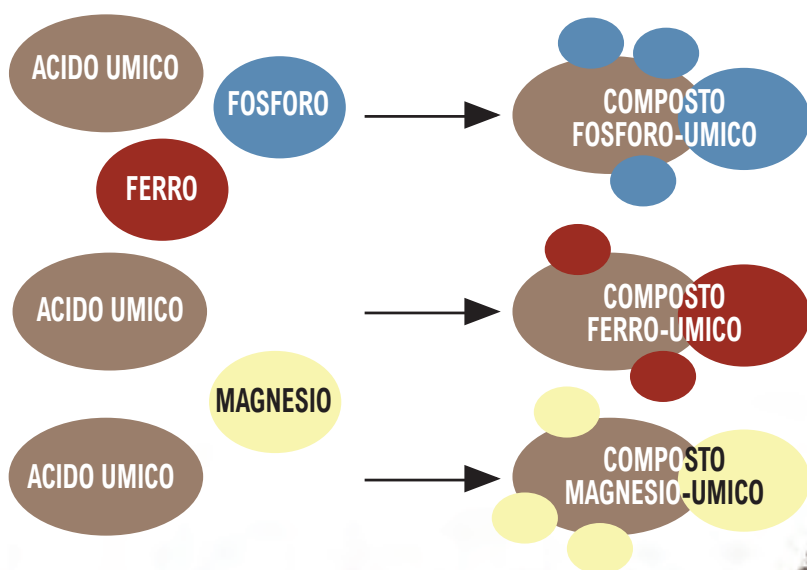 ACIDO UMICO
FOSFORO
FERRO
COMPOSTO
FOSFORO-UMICO
ACIDO UMICO
COMPOSTO
FERRO-UMICO
MAGNESIO
ACIDO UMICO
COMPOSTO
MAGNESIO-UMICO